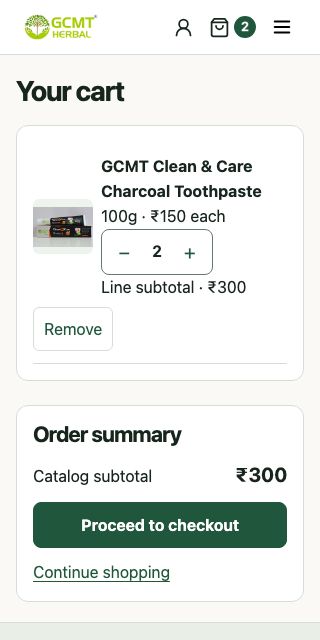 GCMT
HERBAL
2
Your cart
GCMT Clean & Care
Charcoal Toothpaste
100g · ₹150 each
− 2 +
Line subtotal · ₹300
Remove
Order summary
Catalog subtotal ₹300
Proceed to checkout
Continue shopping